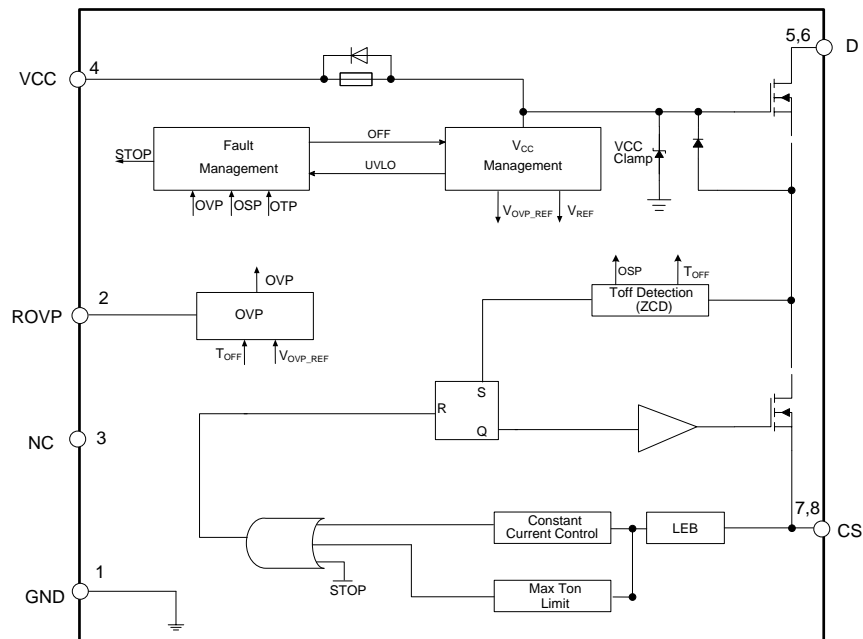 5,6
D
VCC
4
Fault
Management
OFF
UVLO
V_CC
Management
VCC
Clamp
STOP
OVP
OSP
OTP
V_OVP_REF
V_REF
OSP
T_OFF
Toff Detection
(ZCD)
ROVP
2
OVP
OVP
T_OFF
V_OVP_REF
S
R
Q
NC
3
7,8
CS
Constant
Current Control
LEB
Max Ton
Limit
STOP
1
GND